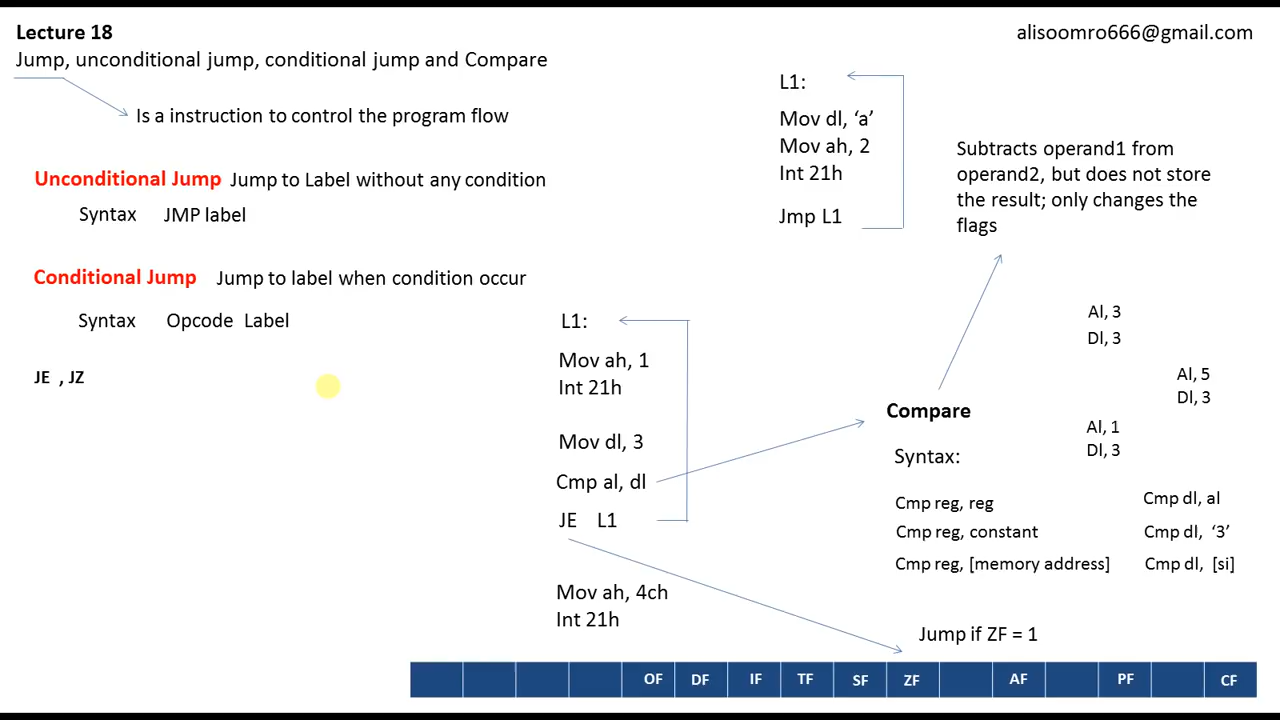 Lecture 18
alisoomro666@gmail.com
Jump, unconditional jump, conditional jump and Compare
Is a instruction to control the program flow
Unconditional Jump Jump to Label without any condition
Syntax JMP label
Conditional Jump Jump to label when condition occur
Syntax Opcode Label
JE , JZ
L1:
Mov dl, ‘a’
Mov ah, 2
Int 21h
Jmp L1
Subtracts operand1 from
operand2, but does not store
the result; only changes the
flags
L1:
Mov ah, 1
Int 21h
Mov dl, 3
Cmp al, dl
JE L1
Mov ah, 4ch
Int 21h
Al, 3
Dl, 3
Al, 5
Dl, 3
Al, 1
Dl, 3
Compare
Syntax:
Cmp reg, reg Cmp dl, al
Cmp reg, constant Cmp dl, ‘3’
Cmp reg, [memory address] Cmp dl, [si]
Jump if ZF = 1
OF DF IF TF SF ZF AF PF CF